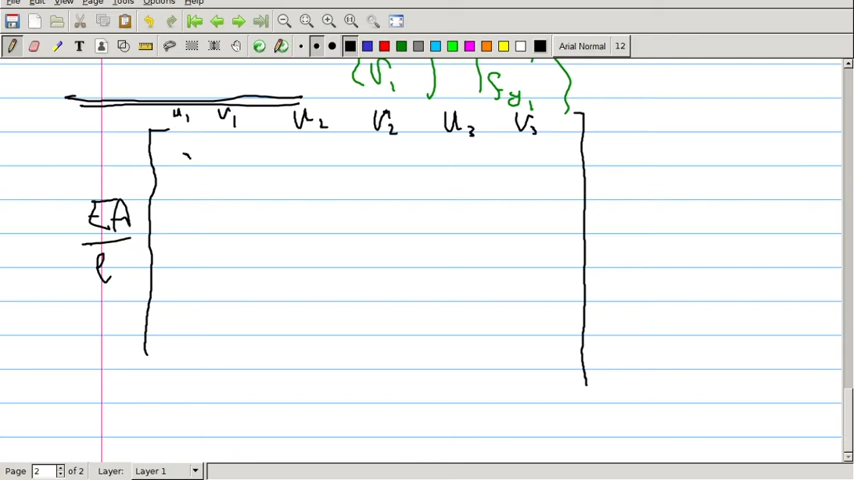 File Edit View Page Tools Options Help
Arial Normal 12
v₁ f y₁
u₁ v₁ u₂ v₂ u₃ v₃
EA
l
Page 2 of 2 Layer: Layer 1